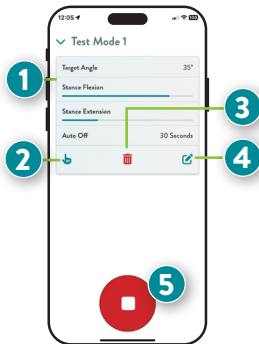 12:05
Test Mode 1
1
Target Angle 35°
Stance Flexion
3
Stance Extension
Auto Off 30 Seconds
2
4
5